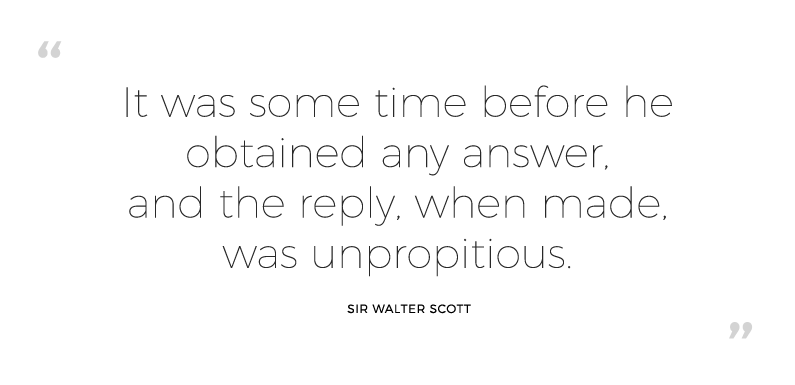 “
It was some time before he
obtained any answer,
and the reply, when made,
was unpropitious.
SIR WALTER SCOTT
”